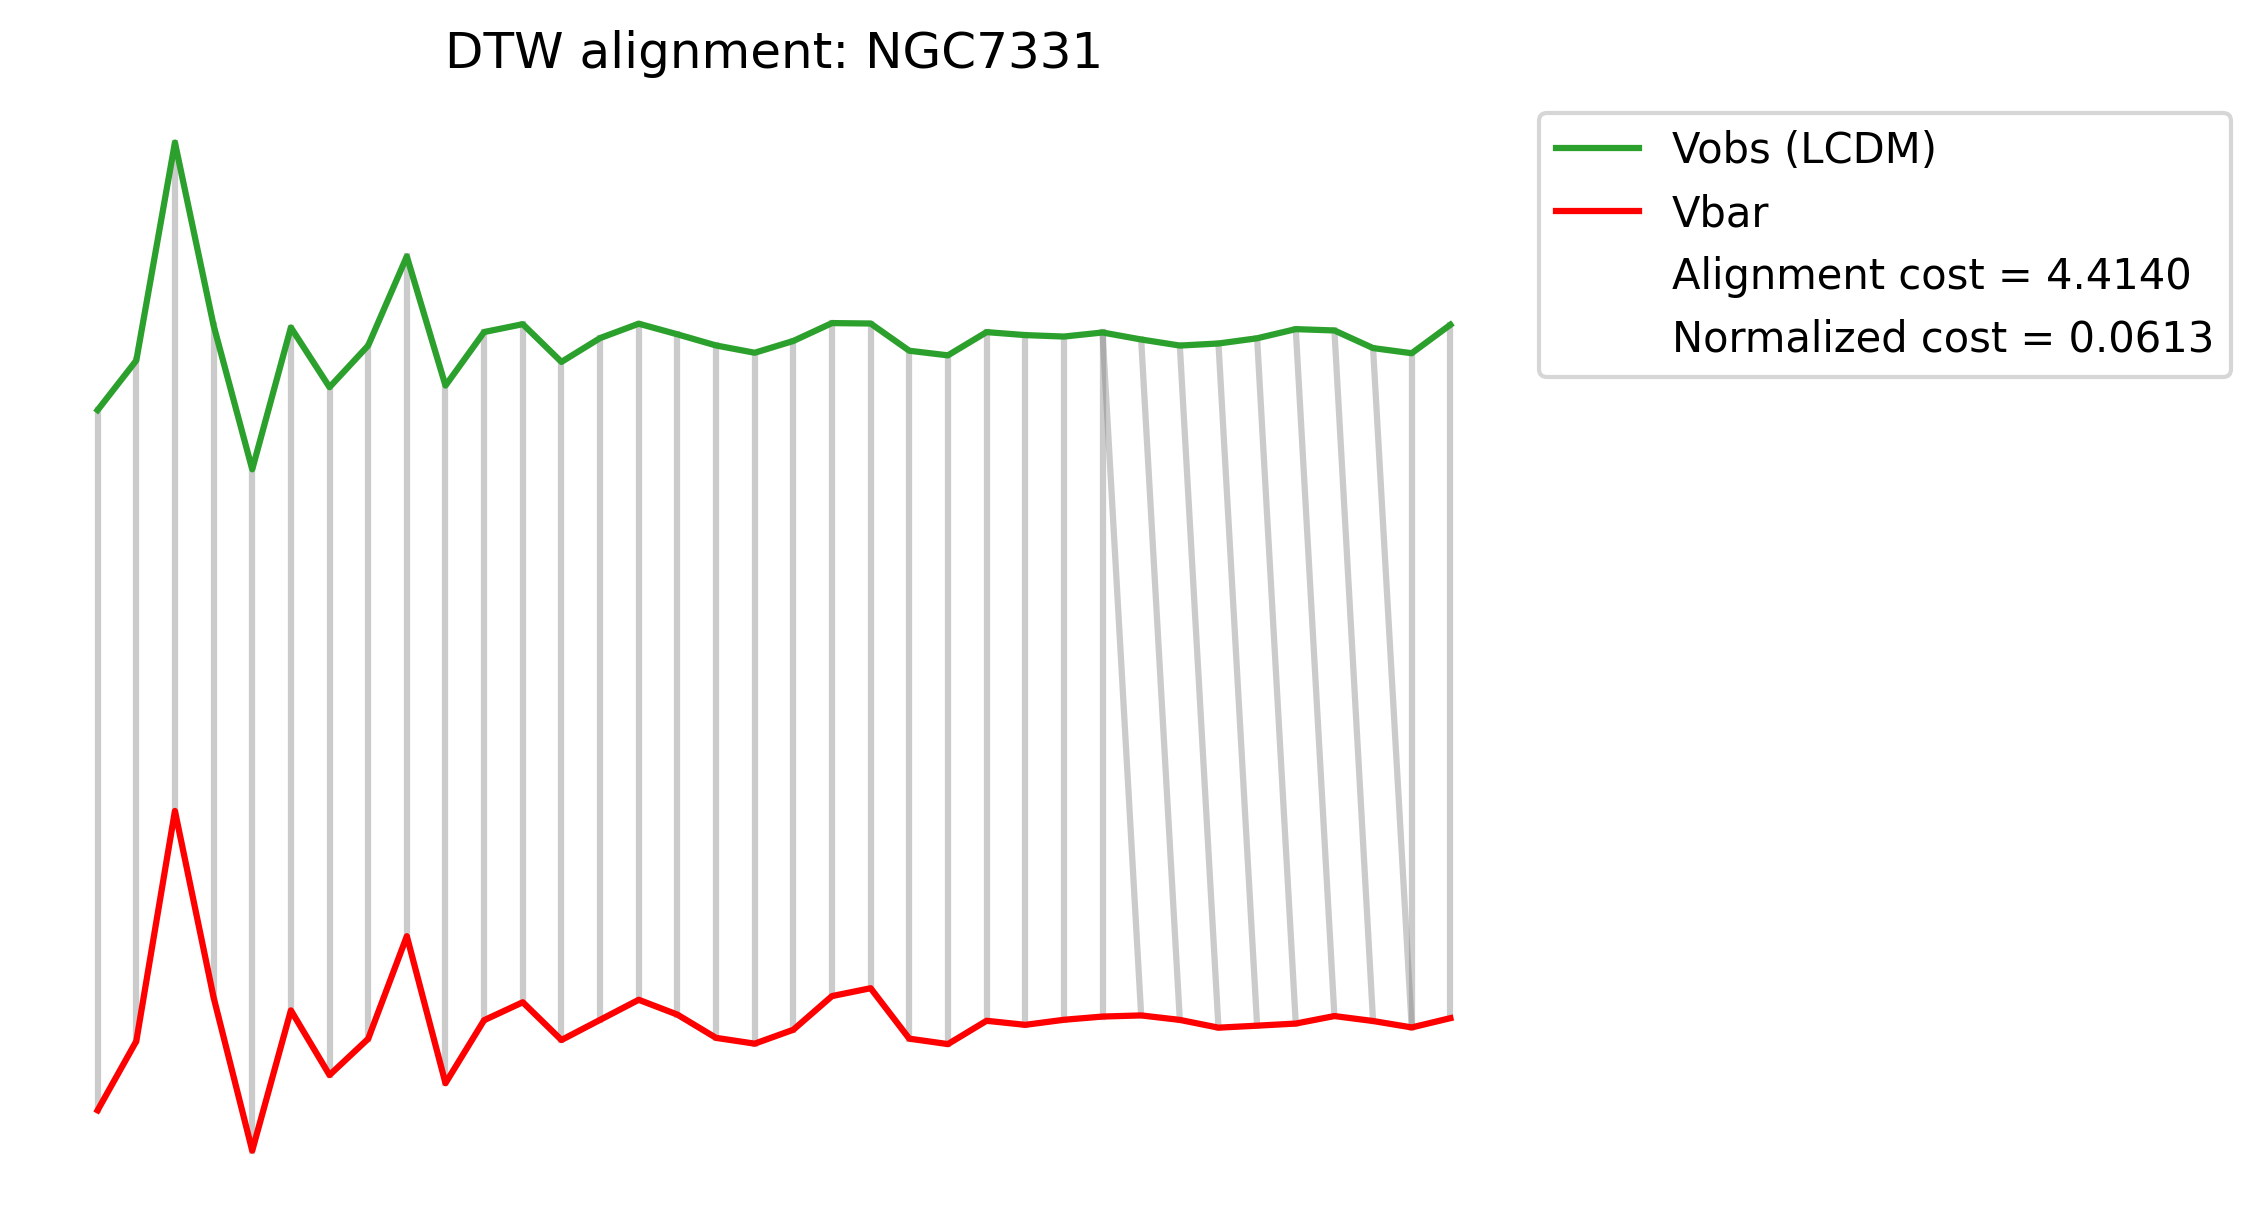 DTW alignment: NGC7331
Vobs (LCDM)
Vbar
Alignment cost = 4.4140
Normalized cost = 0.0613